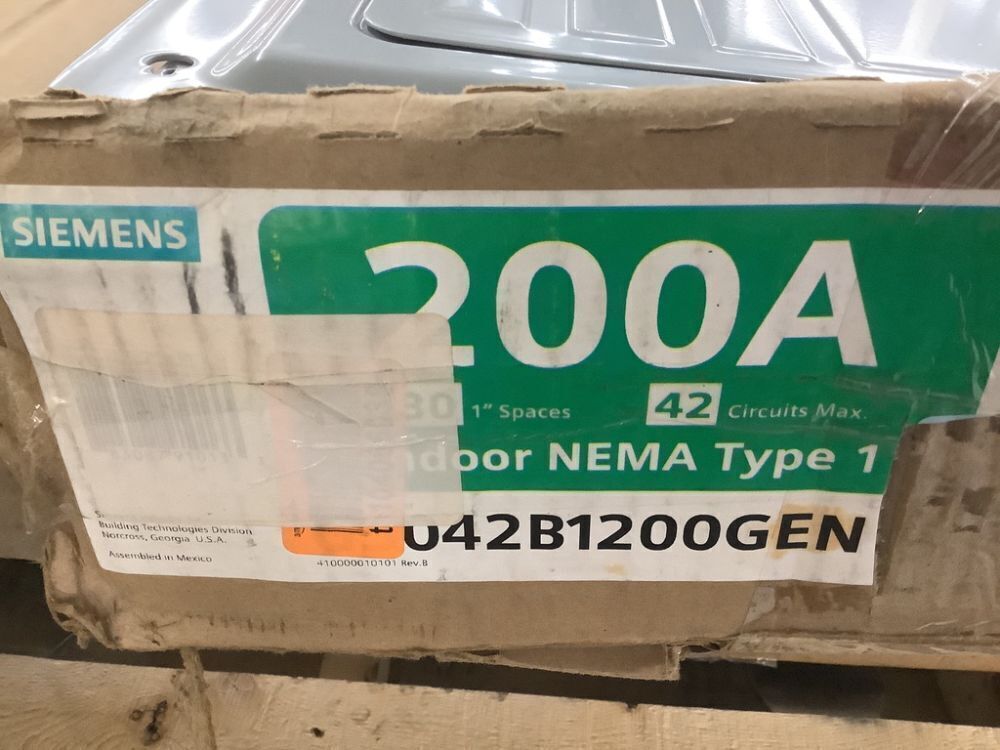 SIEMENS
200A
30 1" Spaces 42 Circuits Max.
Indoor NEMA Type 1
042B1200GEN
Building Technologies Division
Norcross, Georgia U.S.A.
Assembled in Mexico
410000010101 Rev.B